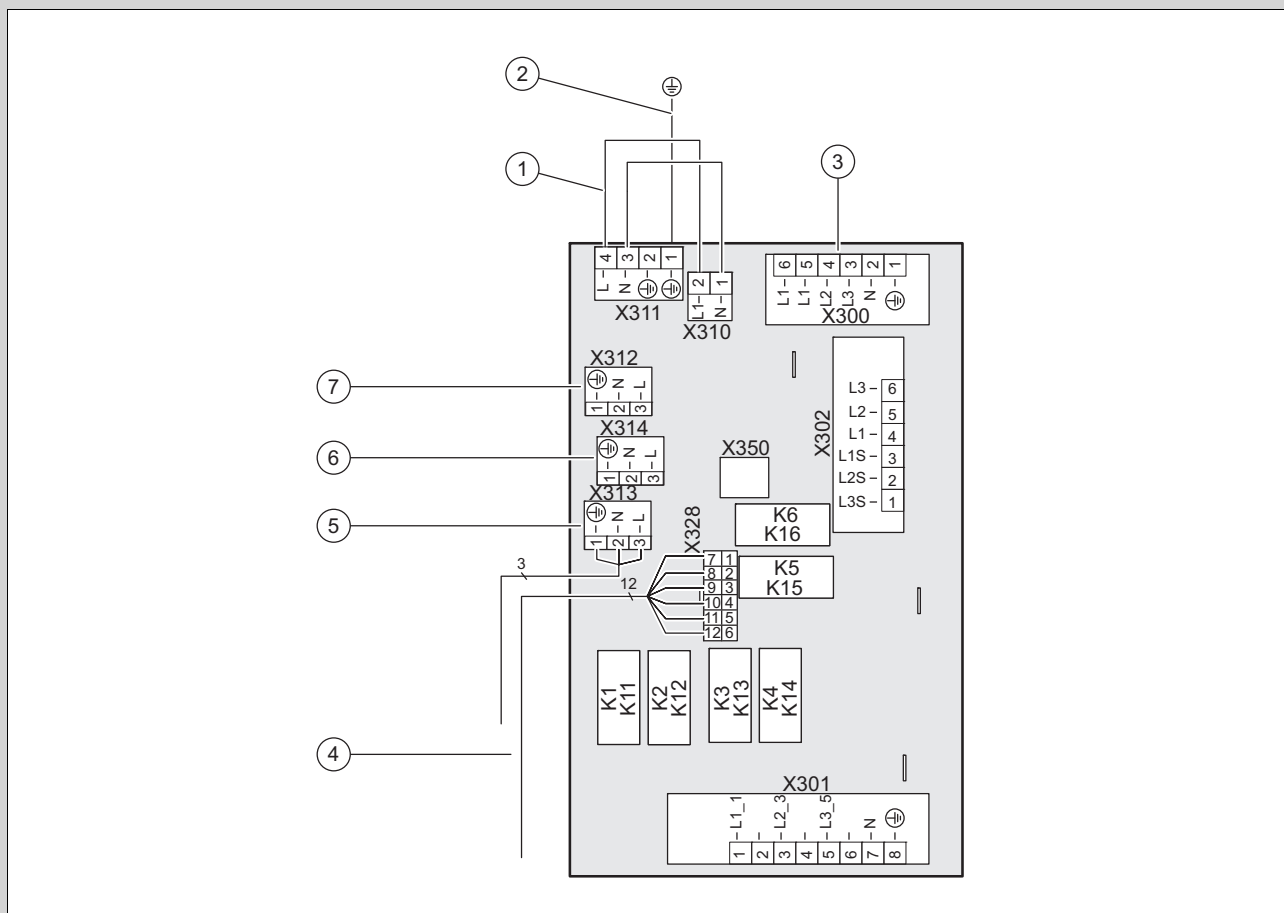 2
1
3
4
3
2
1
L
N
X311
2
1
L1
N
X310
6
5
4
3
2
1
L1
L1
L2
L3
N
X300
7
X312
N
L
1
2
3
6
X314
N
L
1
2
3
5
X313
N
L
1
2
3
X350
X302
L3
6
L2
5
L1
4
L1S
3
L2S
2
L3S
1
K6
K16
K5
K15
X328
7 1
8 2
9 3
10 4
11 5
12 6
3
12
K1
K11
K2
K12
K3
K13
K4
K14
4
X301
L1_1
L2_3
L3_5
N
1
2
3
4
5
6
7
8